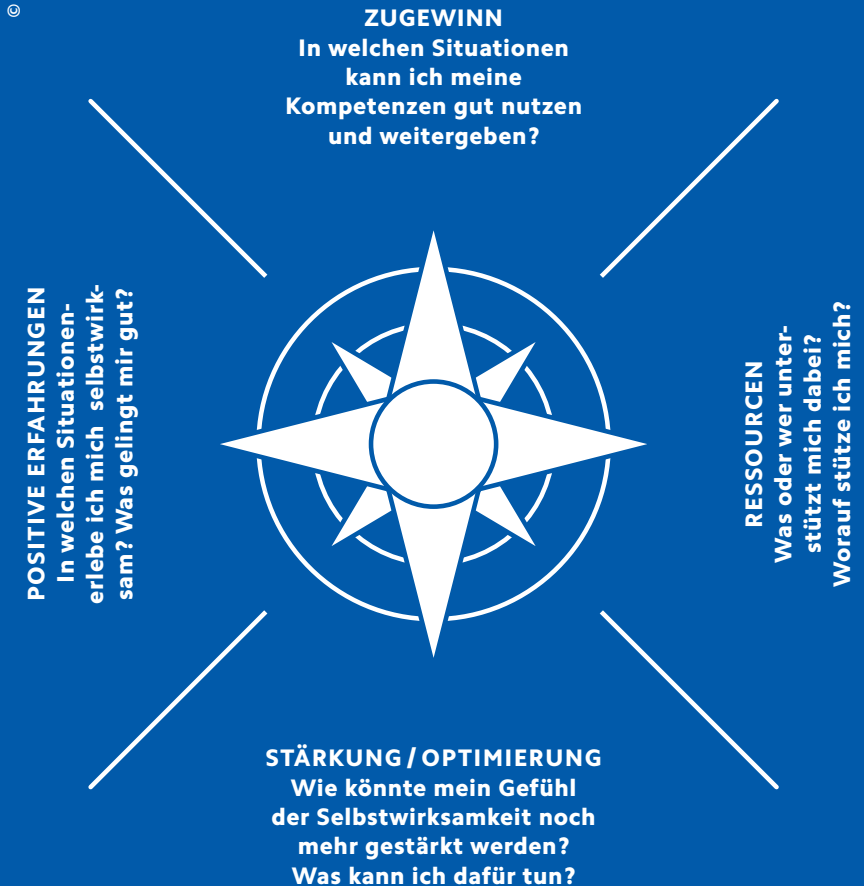 ©
ZUGEWINN
In welchen Situationen
kann ich meine
Kompetenzen gut nutzen
und weitergeben?
POSITIVE ERFAHRUNGEN
In welchen Situationen-
erlebe ich mich selbstwirk-
sam? Was gelingt mir gut?
RESSOURCEN
Was oder wer unter-
stützt mich dabei?
Worauf stütze ich mich?
STÄRKUNG / OPTIMIERUNG
Wie könnte mein Gefühl
der Selbstwirksamkeit noch
mehr gestärkt werden?
Was kann ich dafür tun?